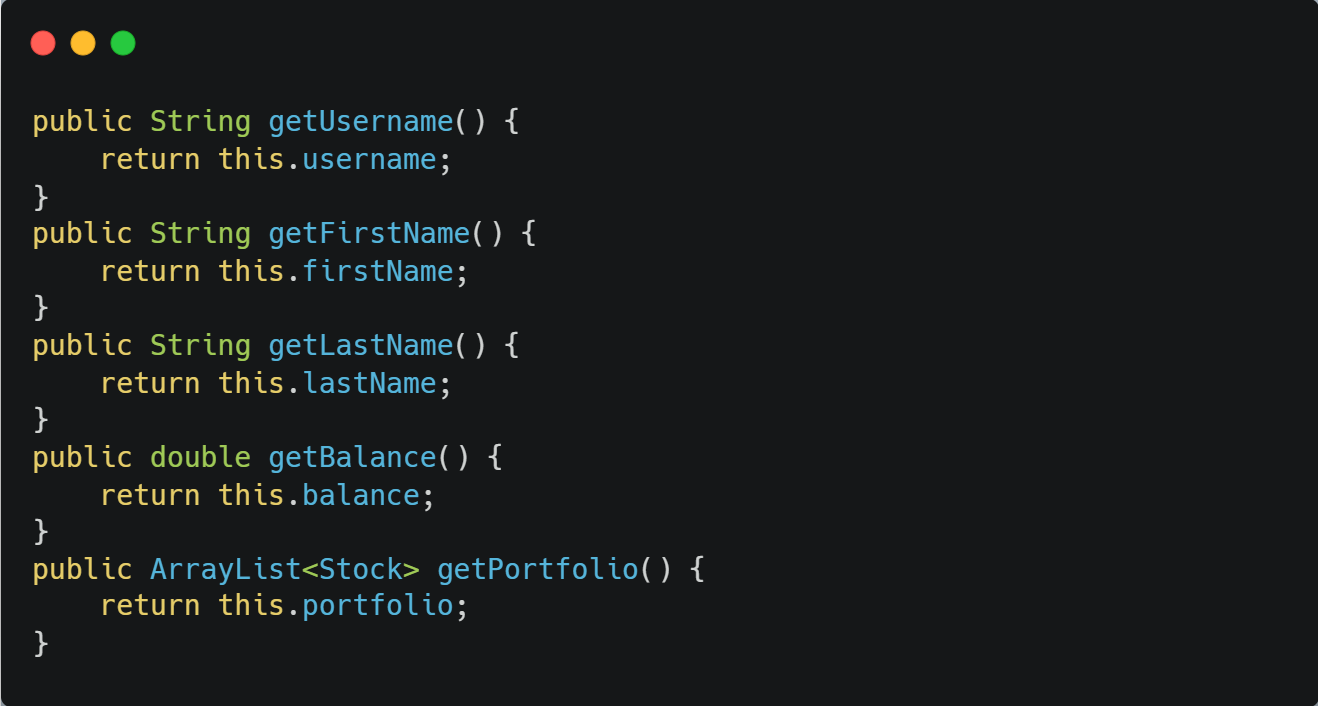 public String getUsername() {
    return this.username;
}
public String getFirstName() {
    return this.firstName;
}
public String getLastName() {
    return this.lastName;
}
public double getBalance() {
    return this.balance;
}
public ArrayList<Stock> getPortfolio() {
    return this.portfolio;
}